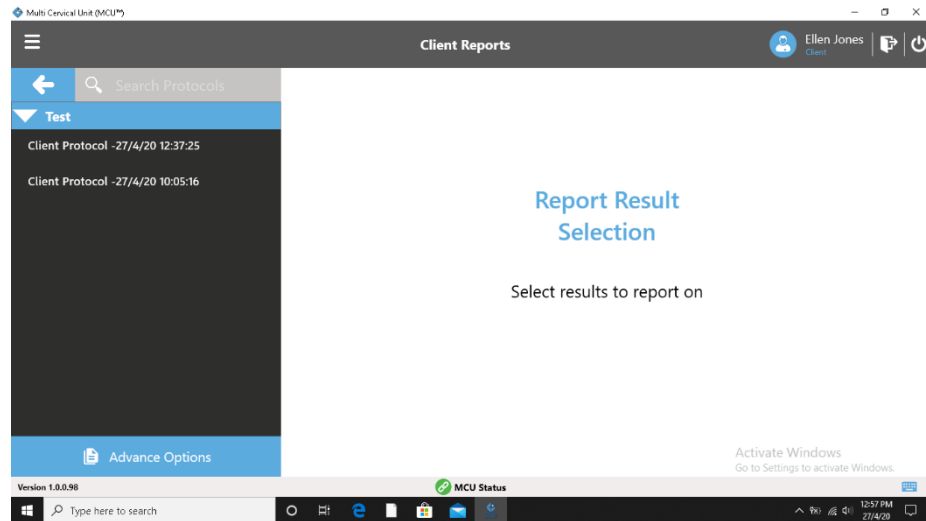 Multi Cervical Unit (MCU™)
Client Reports
Ellen Jones
Client
Search Protocols
Test
Client Protocol -27/4/20 12:37:25
Client Protocol -27/4/20 10:05:16
Report Result
Selection
Select results to report on
Advance Options
Activate Windows
Go to Settings to activate Windows.
Version 1.0.0.98
MCU Status
Type here to search
12:57 PM
27/4/20